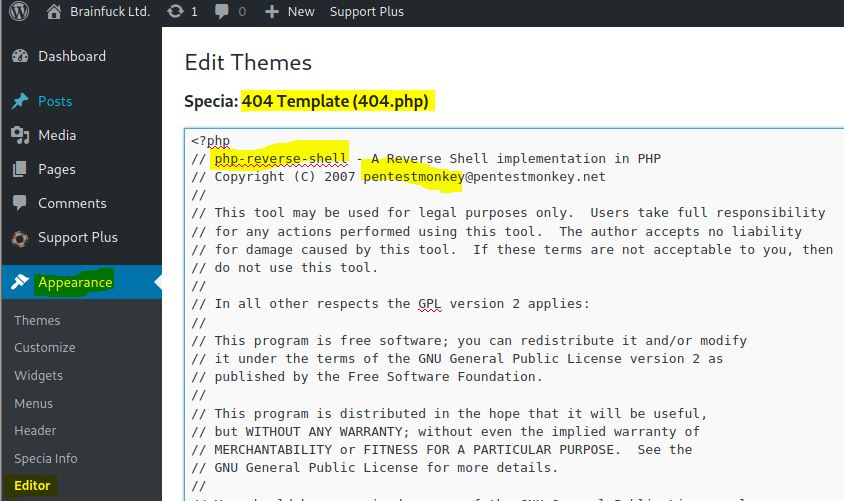 Brainfuck Ltd. 1 0 New Support Plus
Dashboard
Posts
Media
Pages
Comments
Support Plus
Appearance
Themes
Customize
Widgets
Menus
Header
Specia Info
Editor
Edit Themes
Specia: 404 Template (404.php)
<?php
// php-reverse-shell - A Reverse Shell implementation in PHP
// Copyright (C) 2007 pentestmonkey@pentestmonkey.net
//
// This tool may be used for legal purposes only.  Users take full responsibility
// for any actions performed using this tool.  The author accepts no liability
// for damage caused by this tool.  If these terms are not acceptable to you, then
// do not use this tool.
//
// In all other respects the GPL version 2 applies:
//
// This program is free software; you can redistribute it and/or modify
// it under the terms of the GNU General Public License version 2 as
// published by the Free Software Foundation.
//
// This program is distributed in the hope that it will be useful,
// but WITHOUT ANY WARRANTY; without even the implied warranty of
// MERCHANTABILITY or FITNESS FOR A PARTICULAR PURPOSE.  See the
// GNU General Public License for more details.
//